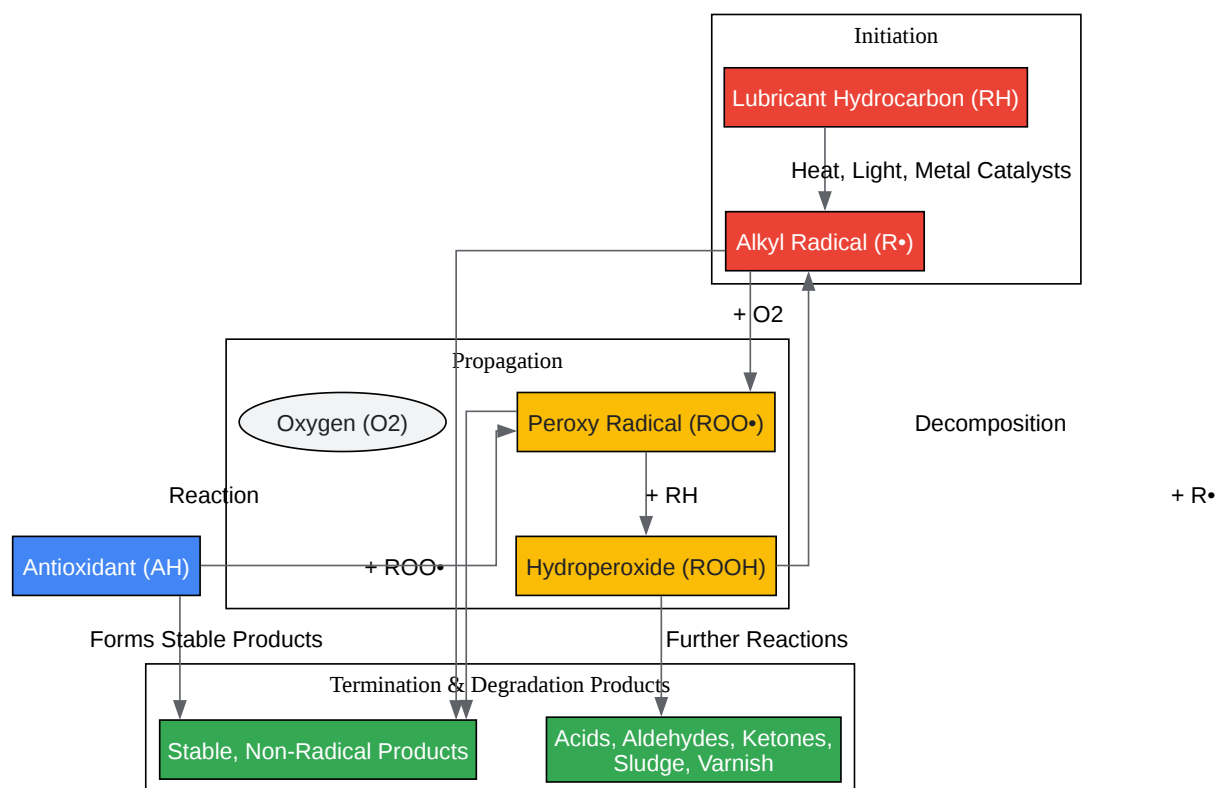 Initiation
Lubricant Hydrocarbon (RH)
Heat, Light, Metal Catalysts
Alkyl Radical (R•)
+ O2
Propagation
Oxygen (O2)
Peroxy Radical (ROO•)
Decomposition
Reaction
+ RH
+ R•
Antioxidant (AH)
+ ROO•
Hydroperoxide (ROOH)
Forms Stable Products
Further Reactions
Termination & Degradation Products
Stable, Non-Radical Products
Acids, Aldehydes, Ketones,
Sludge, Varnish